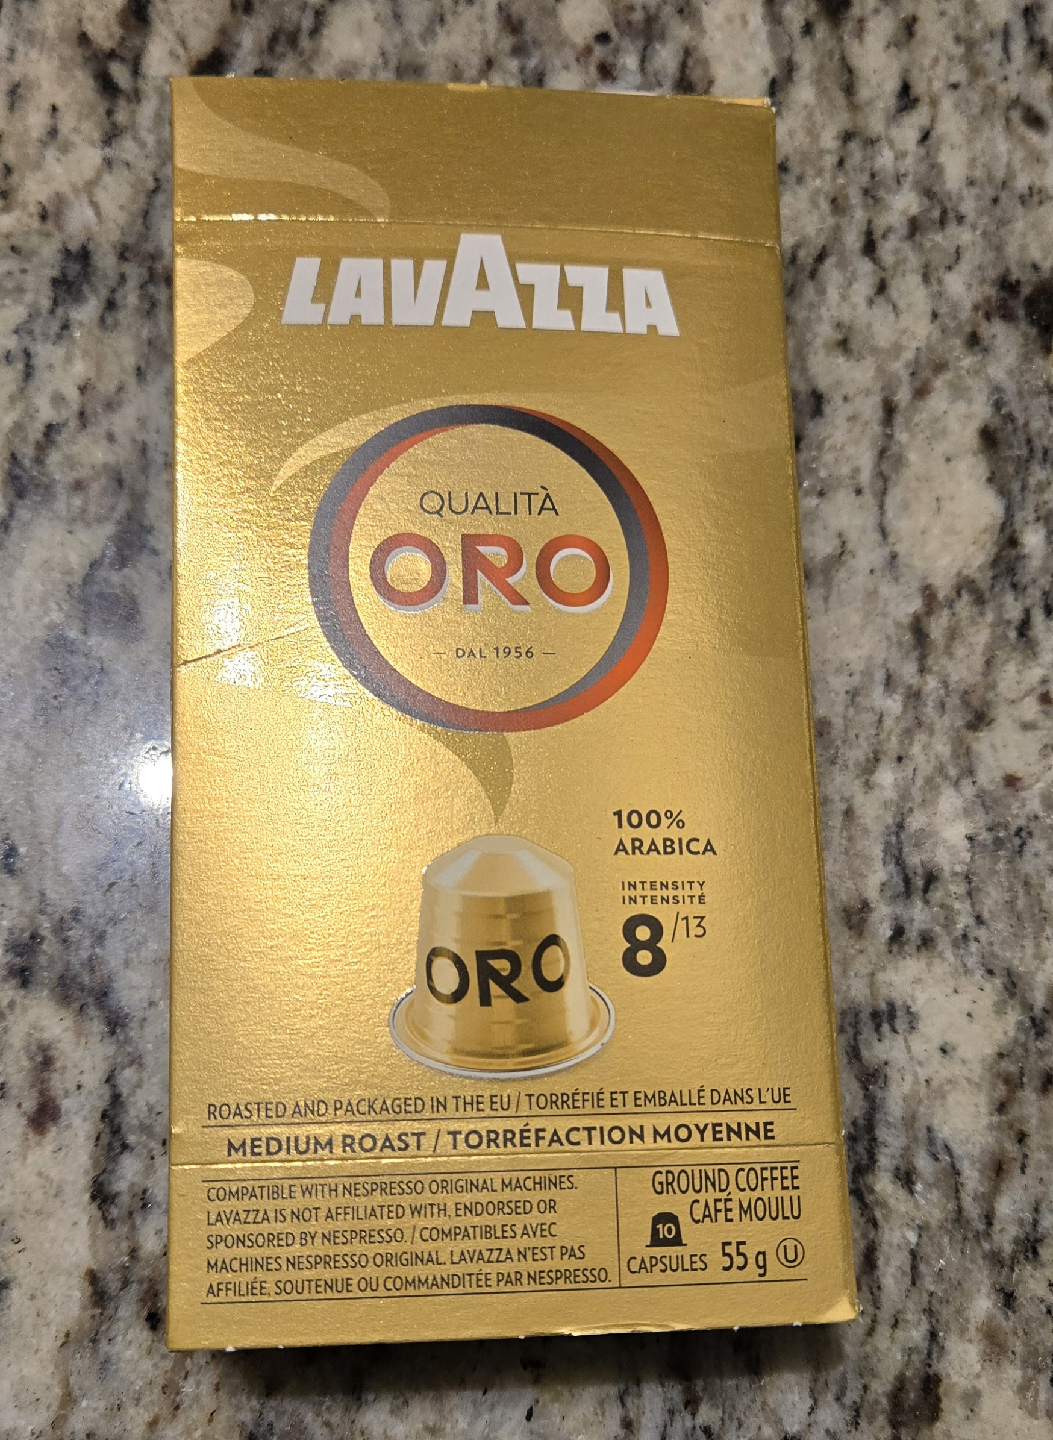 LAVAZZA
QUALITÀ
ORO
— DAL 1956 —
100%
ARABICA
INTENSITY
INTENSITÉ
8/13
ORO
ROASTED AND PACKAGED IN THE EU / TORRÉFIÉ ET EMBALLÉ DANS L'UE
MEDIUM ROAST / TORRÉFACTION MOYENNE
COMPATIBLE WITH NESPRESSO ORIGINAL MACHINES.
LAVAZZA IS NOT AFFILIATED WITH, ENDORSED OR
SPONSORED BY NESPRESSO. / COMPATIBLES AVEC
MACHINES NESPRESSO ORIGINAL. LAVAZZA N'EST PAS
AFFILIÉE, SOUTENUE OU COMMANDITÉE PAR NESPRESSO.
GROUND COFFEE
CAFÉ MOULU
10
CAPSULES 55 g U